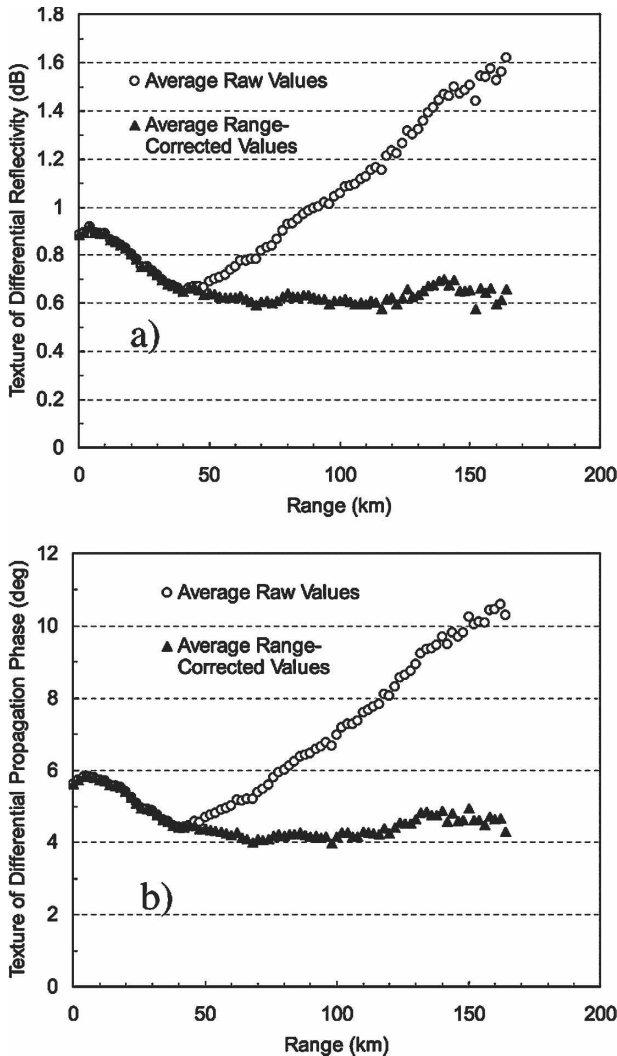 1.8
1.6
1.4
1.2
1
0.8
0.6
0.4
0.2
0
Texture of Differential Reflectivity (dB)
Average Raw Values
Average Range-
Corrected Values
a)
0 50 100 150 200
Range (km)
12
10
8
6
4
2
0
Texture of Differential Propagation Phase (deg)
Average Raw Values
Average Range-
Corrected Values
b)
0 50 100 150 200
Range (km)